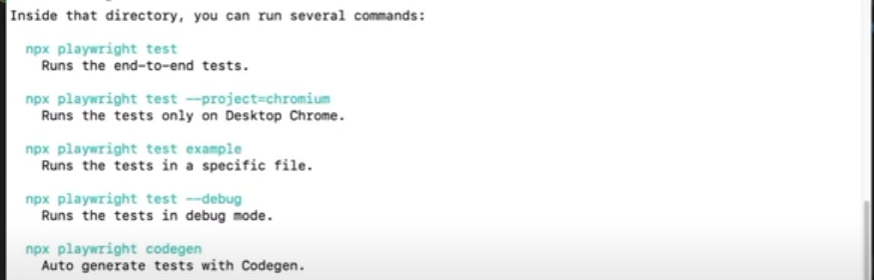 Inside that directory, you can run several commands:
npx playwright test
Runs the end-to-end tests.
npx playwright test --project=chromium
Runs the tests only on Desktop Chrome.
npx playwright test example
Runs the tests in a specific file.
npx playwright test --debug
Runs the tests in debug mode.
npx playwright codegen
Auto generate tests with Codegen.